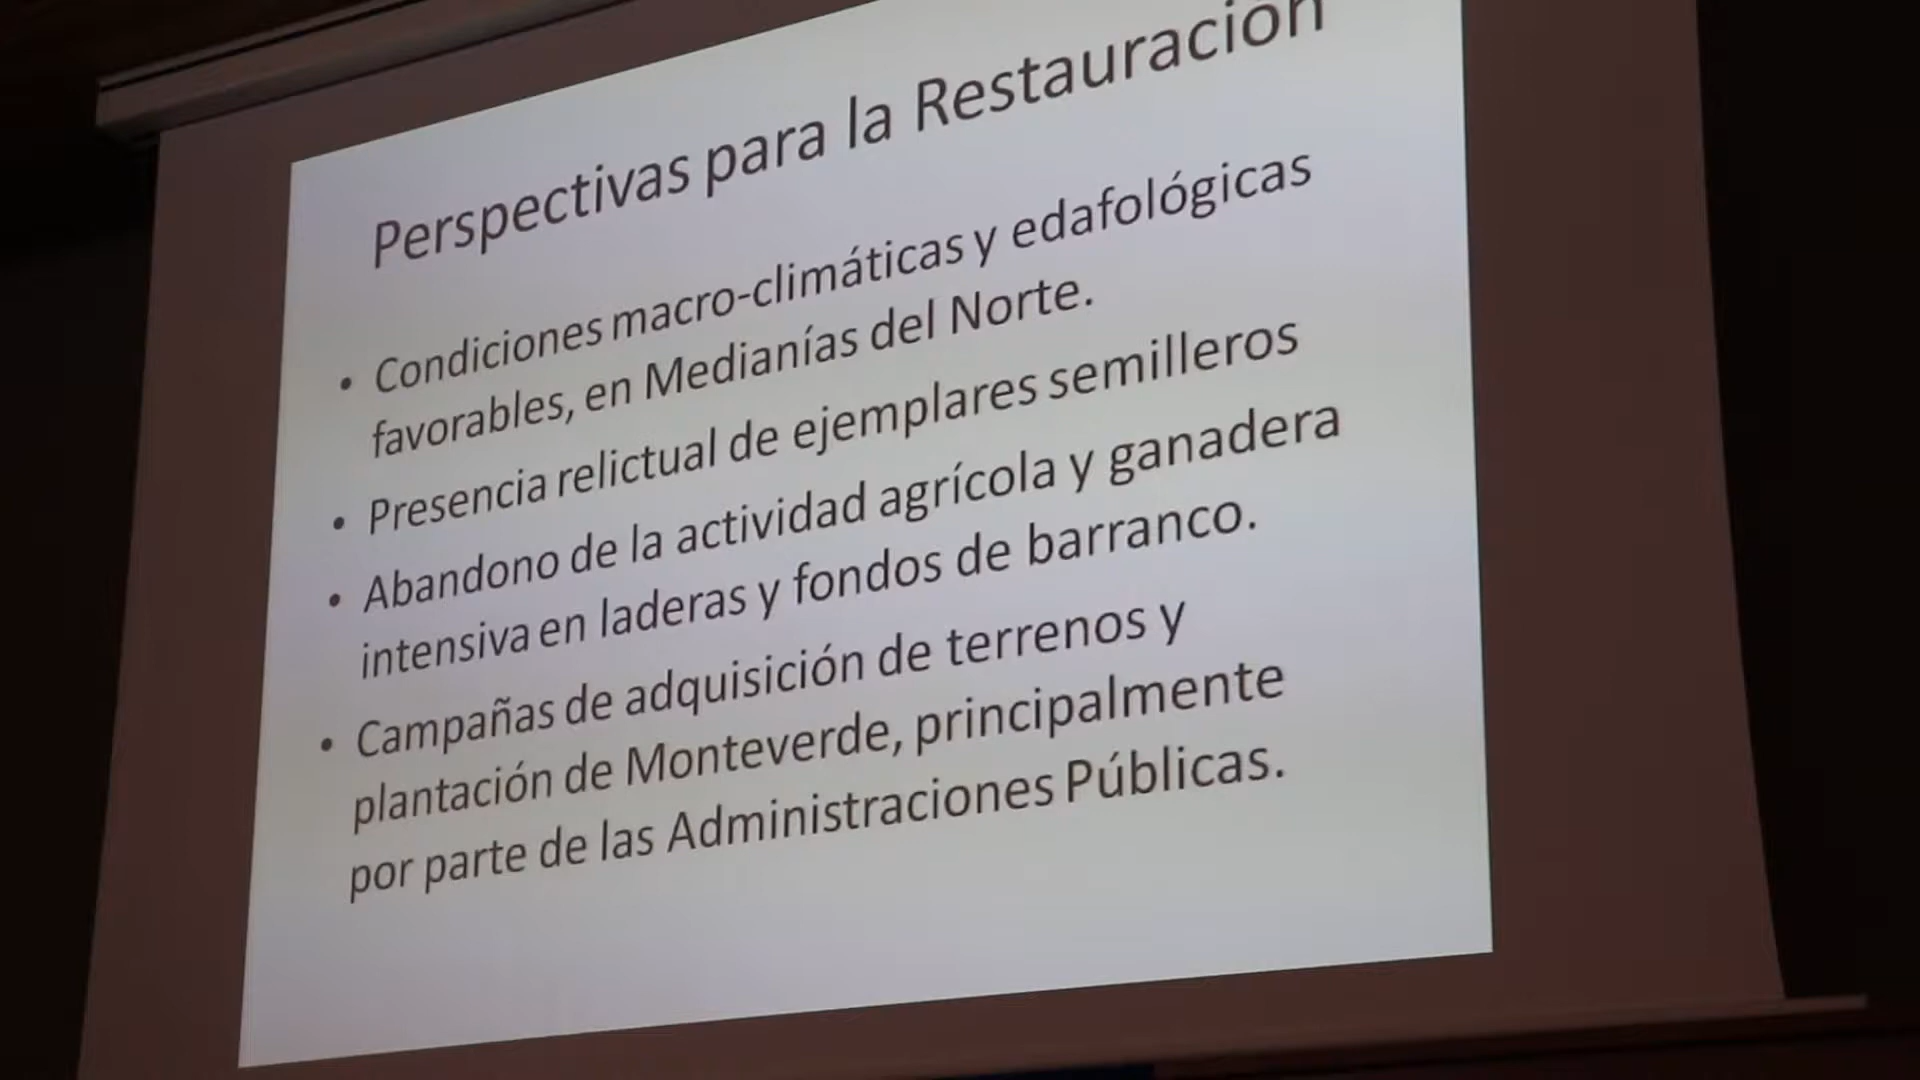 Perspectivas para la Restauración
• Condiciones macro-climáticas y edafológicas
favorables, en Medianías del Norte.
• Presencia relictual de ejemplares semilleros
• Abandono de la actividad agrícola y ganadera
intensiva en laderas y fondos de barranco.
• Campañas de adquisición de terrenos y
plantación de Monteverde, principalmente
por parte de las Administraciones Públicas.